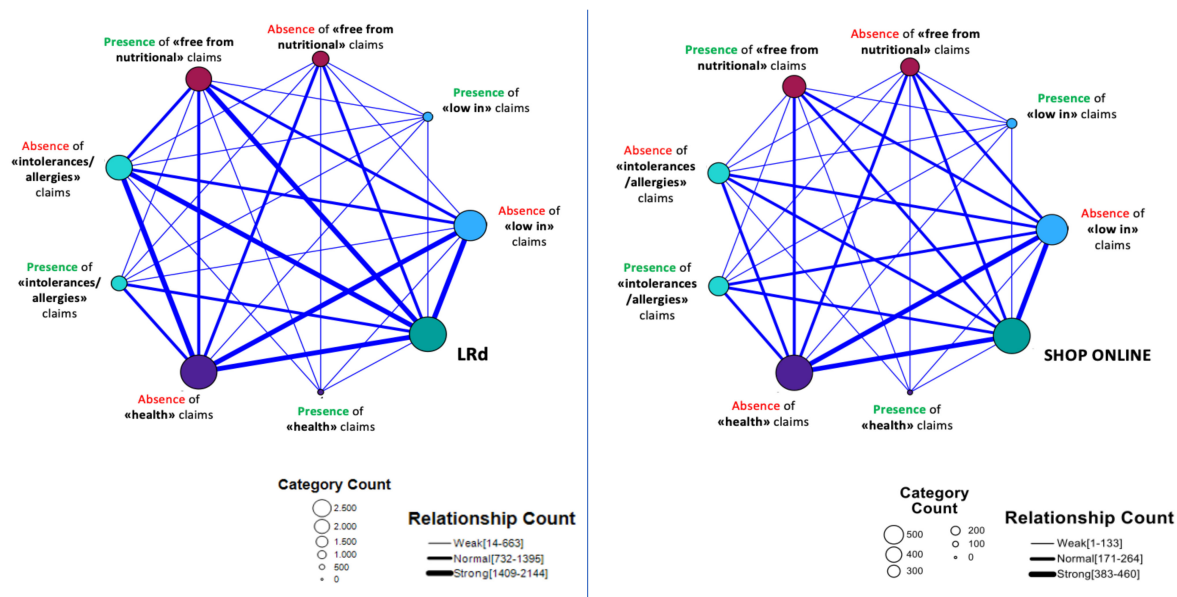 Presence of «free from
nutritional» claims
Absence of «free from
nutritional» claims
Presence of
«low in» claims
Absence of
«intolerances/
allergies»
claims
Absence of
«low in»
claims
Presence of
«intolerances/
allergies»
claims
LRd
Absence of
«health» claims
Presence of
«health» claims
Category Count
2.500
2.000
1.500
1.000
500
0
Relationship Count
Weak[14-663]
Normal[732-1395]
Strong[1409-2144]
Presence of «free from
nutritional» claims
Absence of «free from
nutritional» claims
Presence of
«low in» claims
Absence of
«intolerances
/allergies»
claims
Absence of
«low in»
claims
Presence of
«intolerances
/allergies»
claims
SHOP ONLINE
Absence of
«health» claims
Presence of
«health» claims
Category
Count
500
400
300
200
100
0
Relationship Count
Weak[1-133]
Normal[171-264]
Strong[383-460]